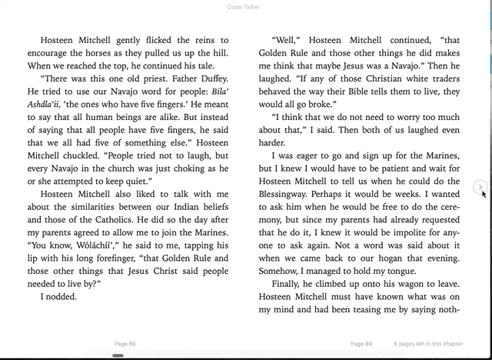 Code Talker
Hosteen Mitchell gently flicked the reins to
encourage the horses as they pulled us up the hill.
When we reached the top, he continued his tale.
"There was this one old priest. Father Duffey.
He tried to use our Navajo word for people: Bila'
Ashdla'ii, 'the ones who have five fingers.' He meant
to say that all human beings are alike. But instead
of saying that all people have five fingers, he said
that we all had five of something else." Hosteen
Mitchell chuckled. "People tried not to laugh, but
every Navajo in the church was just choking as he
or she attempted to keep quiet."
Hosteen Mitchell also liked to talk with me
about the similarities between our Indian beliefs
and those of the Catholics. He did so the day after
my parents agreed to allow me to join the Marines.
"You know, Wóláchíí'," he said to me, tapping his
lip with his long forefinger, "that Golden Rule and
those other things that Jesus Christ said people
needed to live by?"
I nodded.
Page 85
"Well," Hosteen Mitchell continued, "that
Golden Rule and those other things he did makes
me think that maybe Jesus was a Navajo." Then he
laughed. "If any of those Christian white traders
behaved the way their Bible tells them to live, they
would all go broke."
"I think that we do not need to worry too much
about that," I said. Then both of us laughed even
harder.
I was eager to go and sign up for the Marines,
but I knew I would have to be patient and wait for
Hosteen Mitchell to tell us when he could do the
Blessingway. Perhaps it would be weeks. I wanted
to ask him when he would be free to do the cere-
mony, but since my parents had already requested
that he do it, I knew it would be impolite for any-
one to ask again. Not a word was said about it
when we came back to our hogan that evening.
Somehow, I managed to hold my tongue.
Finally, he climbed up onto his wagon to leave.
Hosteen Mitchell must have known what was on
my mind and had been teasing me by saying noth-
Page 86
5 pages left in this chapter